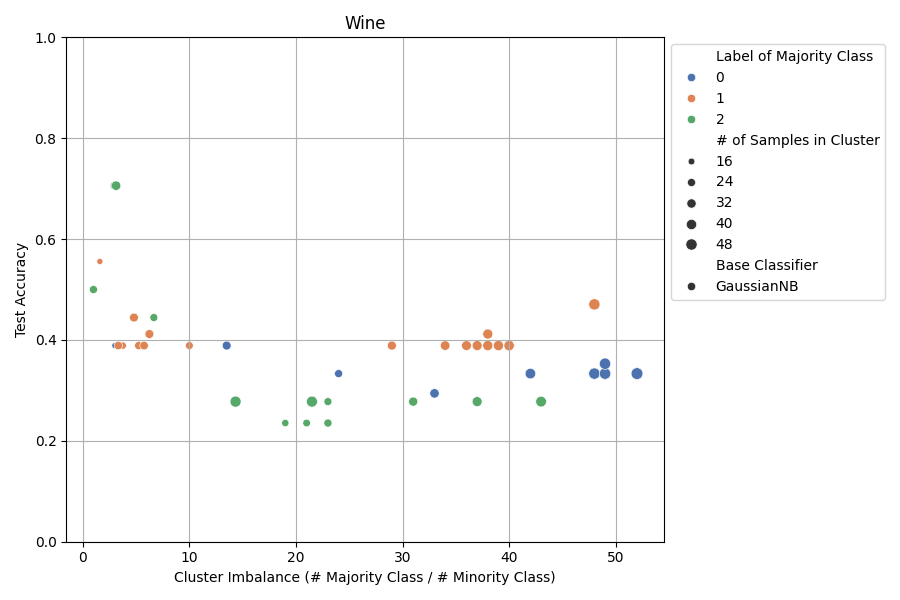 Wine
1.0
0.8
0.6
0.4
0.2
0.0
Test Accuracy
0
10
20
30
40
50
Cluster Imbalance (# Majority Class / # Minority Class)
Label of Majority Class
0
1
2
# of Samples in Cluster
16
24
32
40
48
Base Classifier
GaussianNB